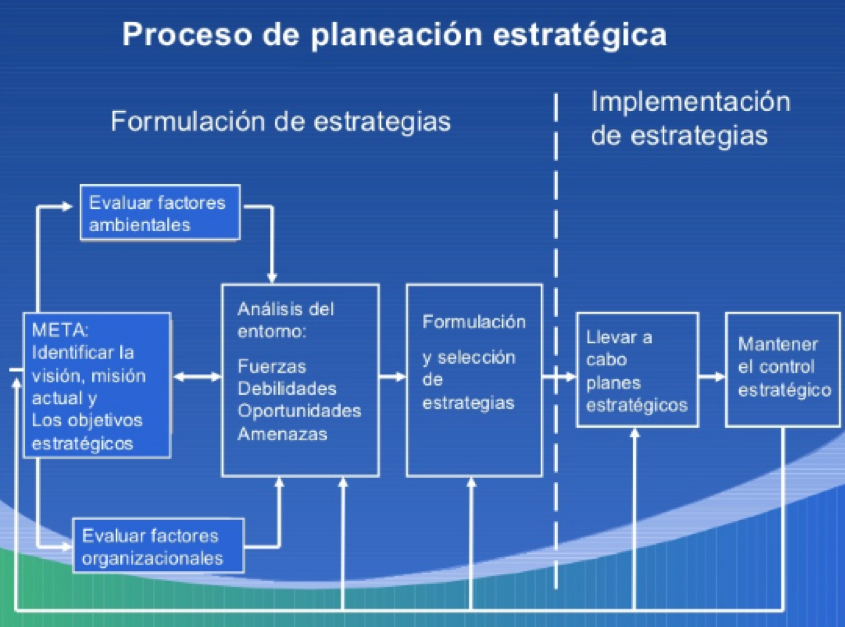 Proceso de planeación estratégica
Formulación de estrategias
Implementación
de estrategias
Evaluar factores
ambientales
META:
Identificar la
visión, misión
actual y
Los objetivos
estratégicos
Evaluar factores
organizacionales
Análisis del
entorno:
Fuerzas
Debilidades
Oportunidades
Amenazas
Formulación
y selección
de
estrategias
Llevar a
cabo
planes
estratégicos
Mantener
el control
estratégico